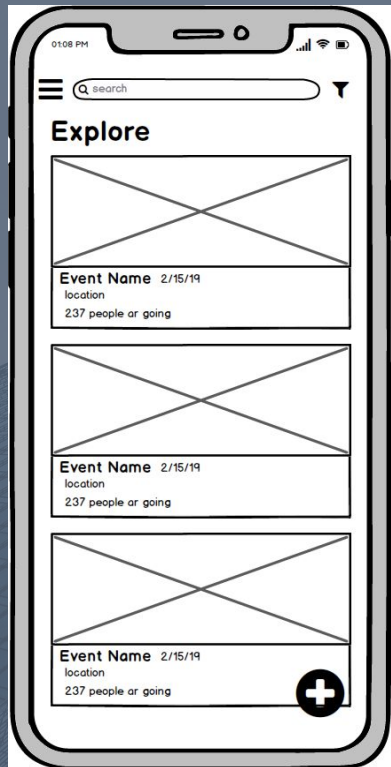 01:08 PM
search
Explore
Event Name 2/15/19
location
237 people ar going
Event Name 2/15/19
location
237 people ar going
Event Name 2/15/19
location
237 people ar going